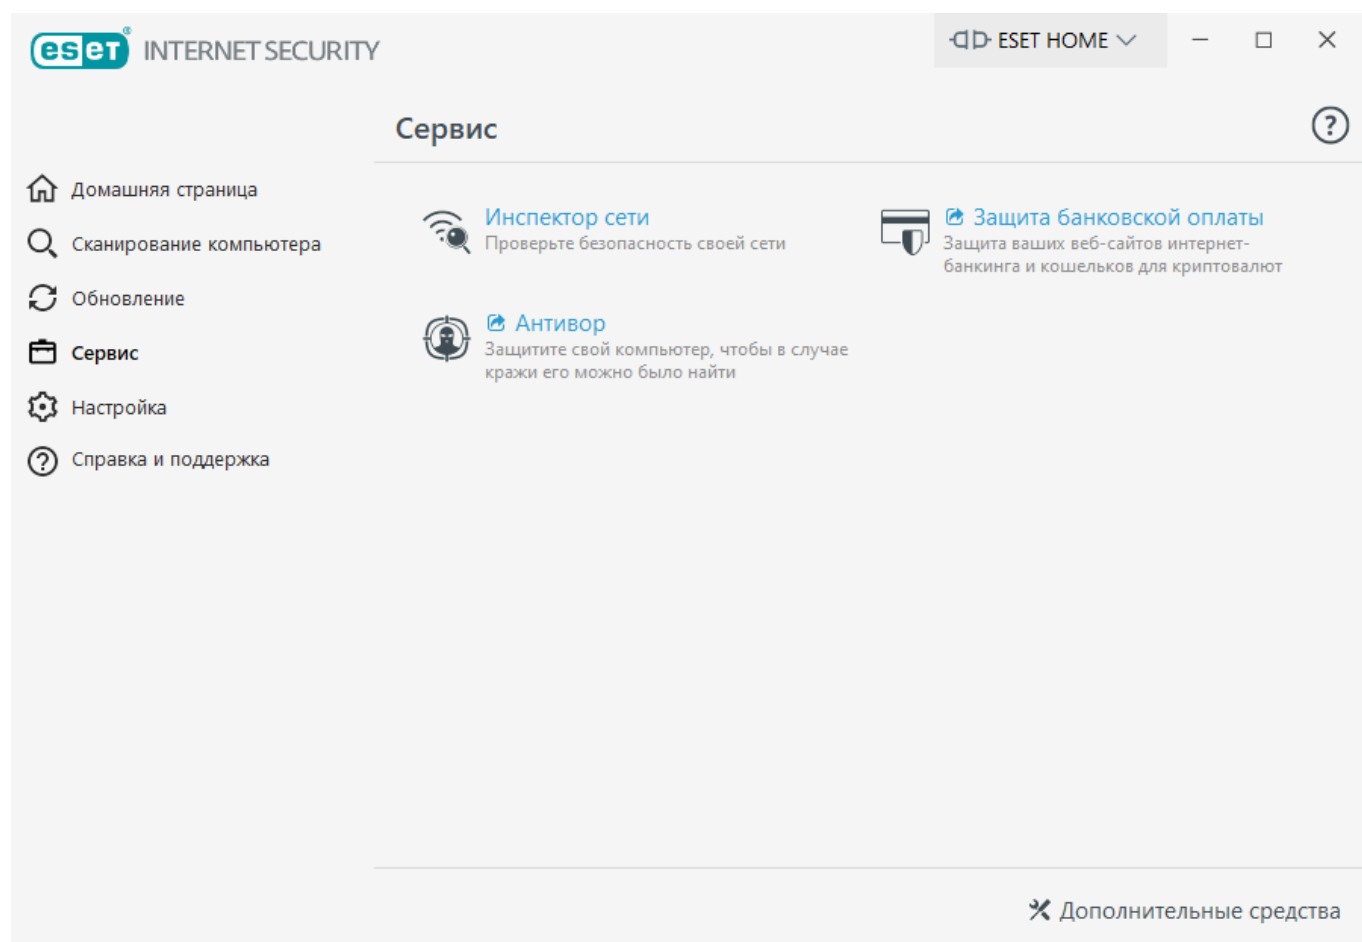 eset® INTERNET SECURITY
ESET HOME
Сервис
Домашняя страница
Сканирование компьютера
Обновление
Сервис
Настройка
Справка и поддержка
Инспектор сети
Проверьте безопасность своей сети
Защита банковской оплаты
Защита ваших веб-сайтов интернет-
банкинга и кошельков для криптовалют
Антивор
Защитите свой компьютер, чтобы в случае
кражи его можно было найти
Дополнительные средства